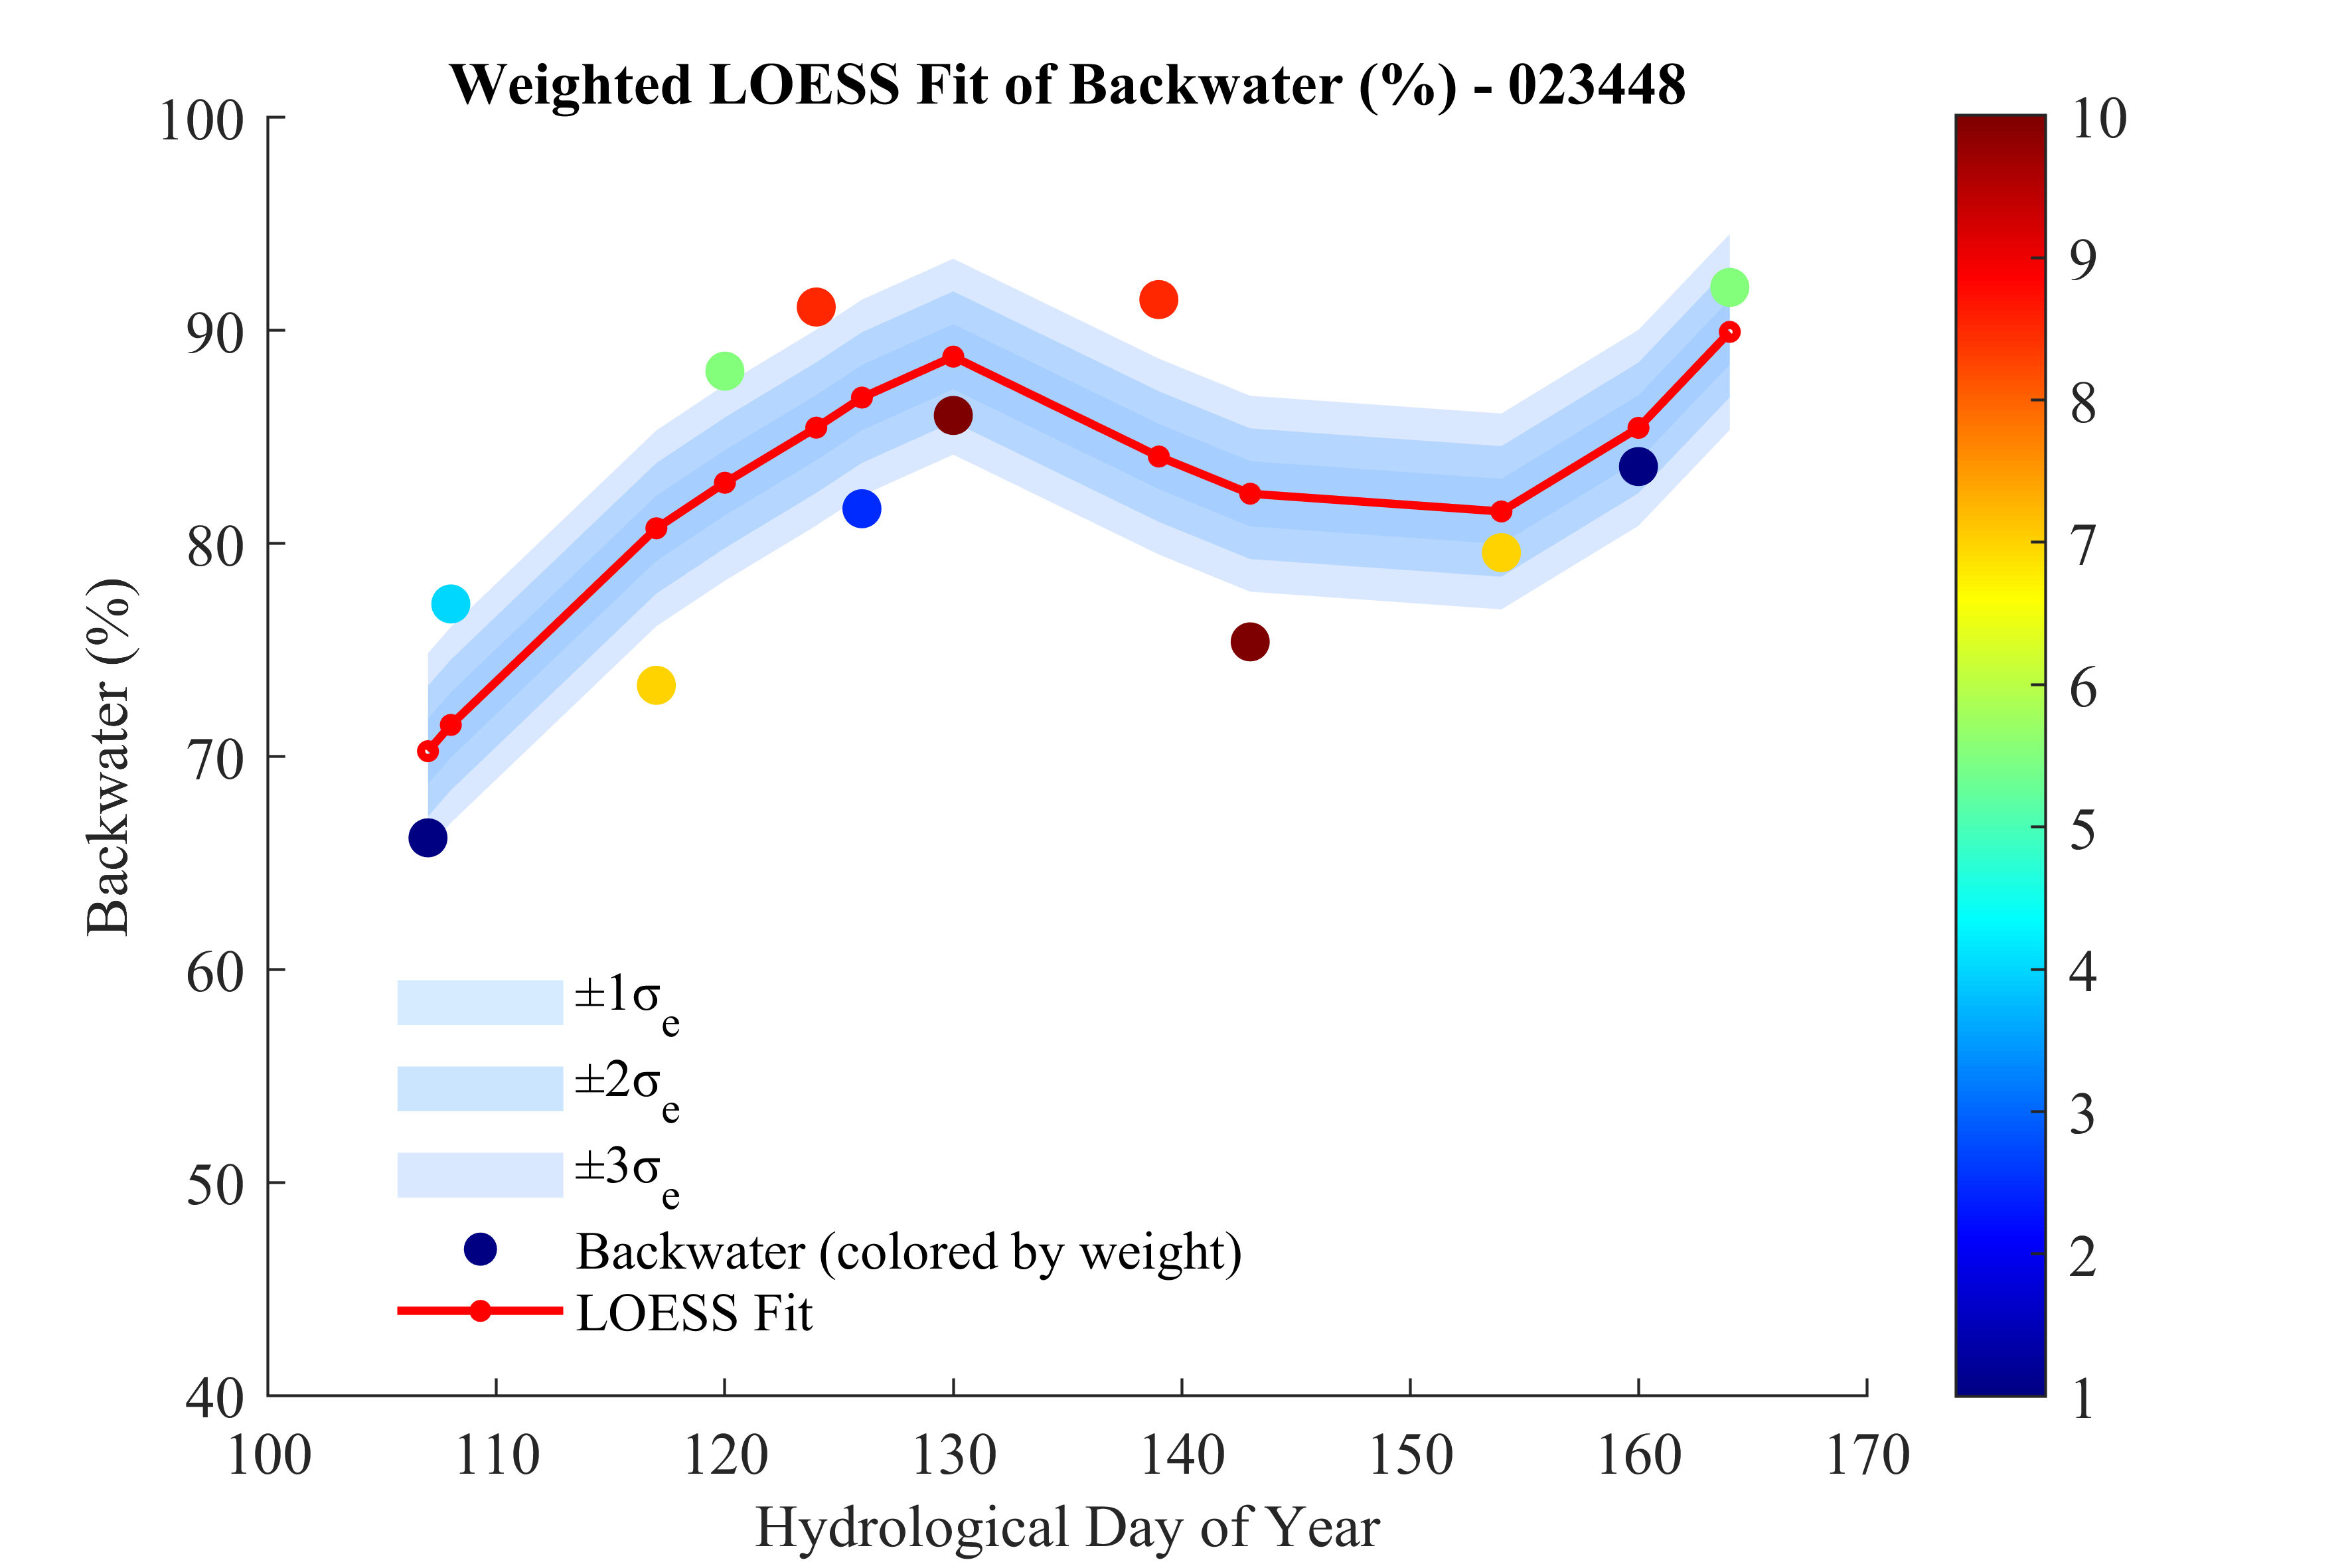 Weighted LOESS Fit of Backwater (%) - 023448
100
90
80
70
60
50
40
Backwater (%)
±1σe
±2σe
±3σe
Backwater (colored by weight)
LOESS Fit
100 110 120 130 140 150 160 170
Hydrological Day of Year
10
9
8
7
6
5
4
3
2
1